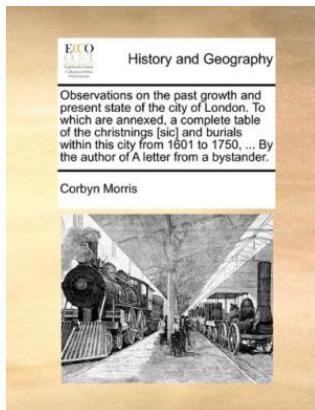 ECCO
History and Geography
Observations on the past growth and
present state of the city of London. To
which are annexed, a complete table
of the christnings [sic] and burials
within this city from 1601 to 1750, ... By
the author of A letter from a bystander.
Corbyn Morris